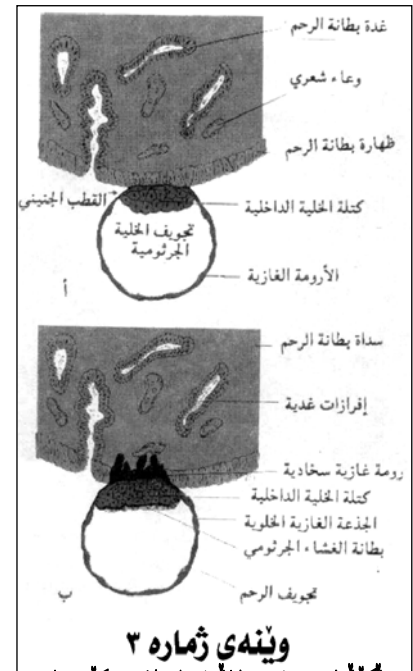 غدة بطانة الرحم
وعاء شعري
ظهارة بطانة الرحم
القطب الجنيني
كتلة الخلية الداخلية
تجويف الخلية
الجرثومية
الأرومة الغازية
أ
سداة بطانة الرحم
إفرازات غدية
رومة غازية سخادية
كتلة الخلية الداخلية
الجذعة الغازية الخلوية
بطانة الغشاء الجرثومي
تجويف الرحم
ب
وێنەی ژمارە ٣